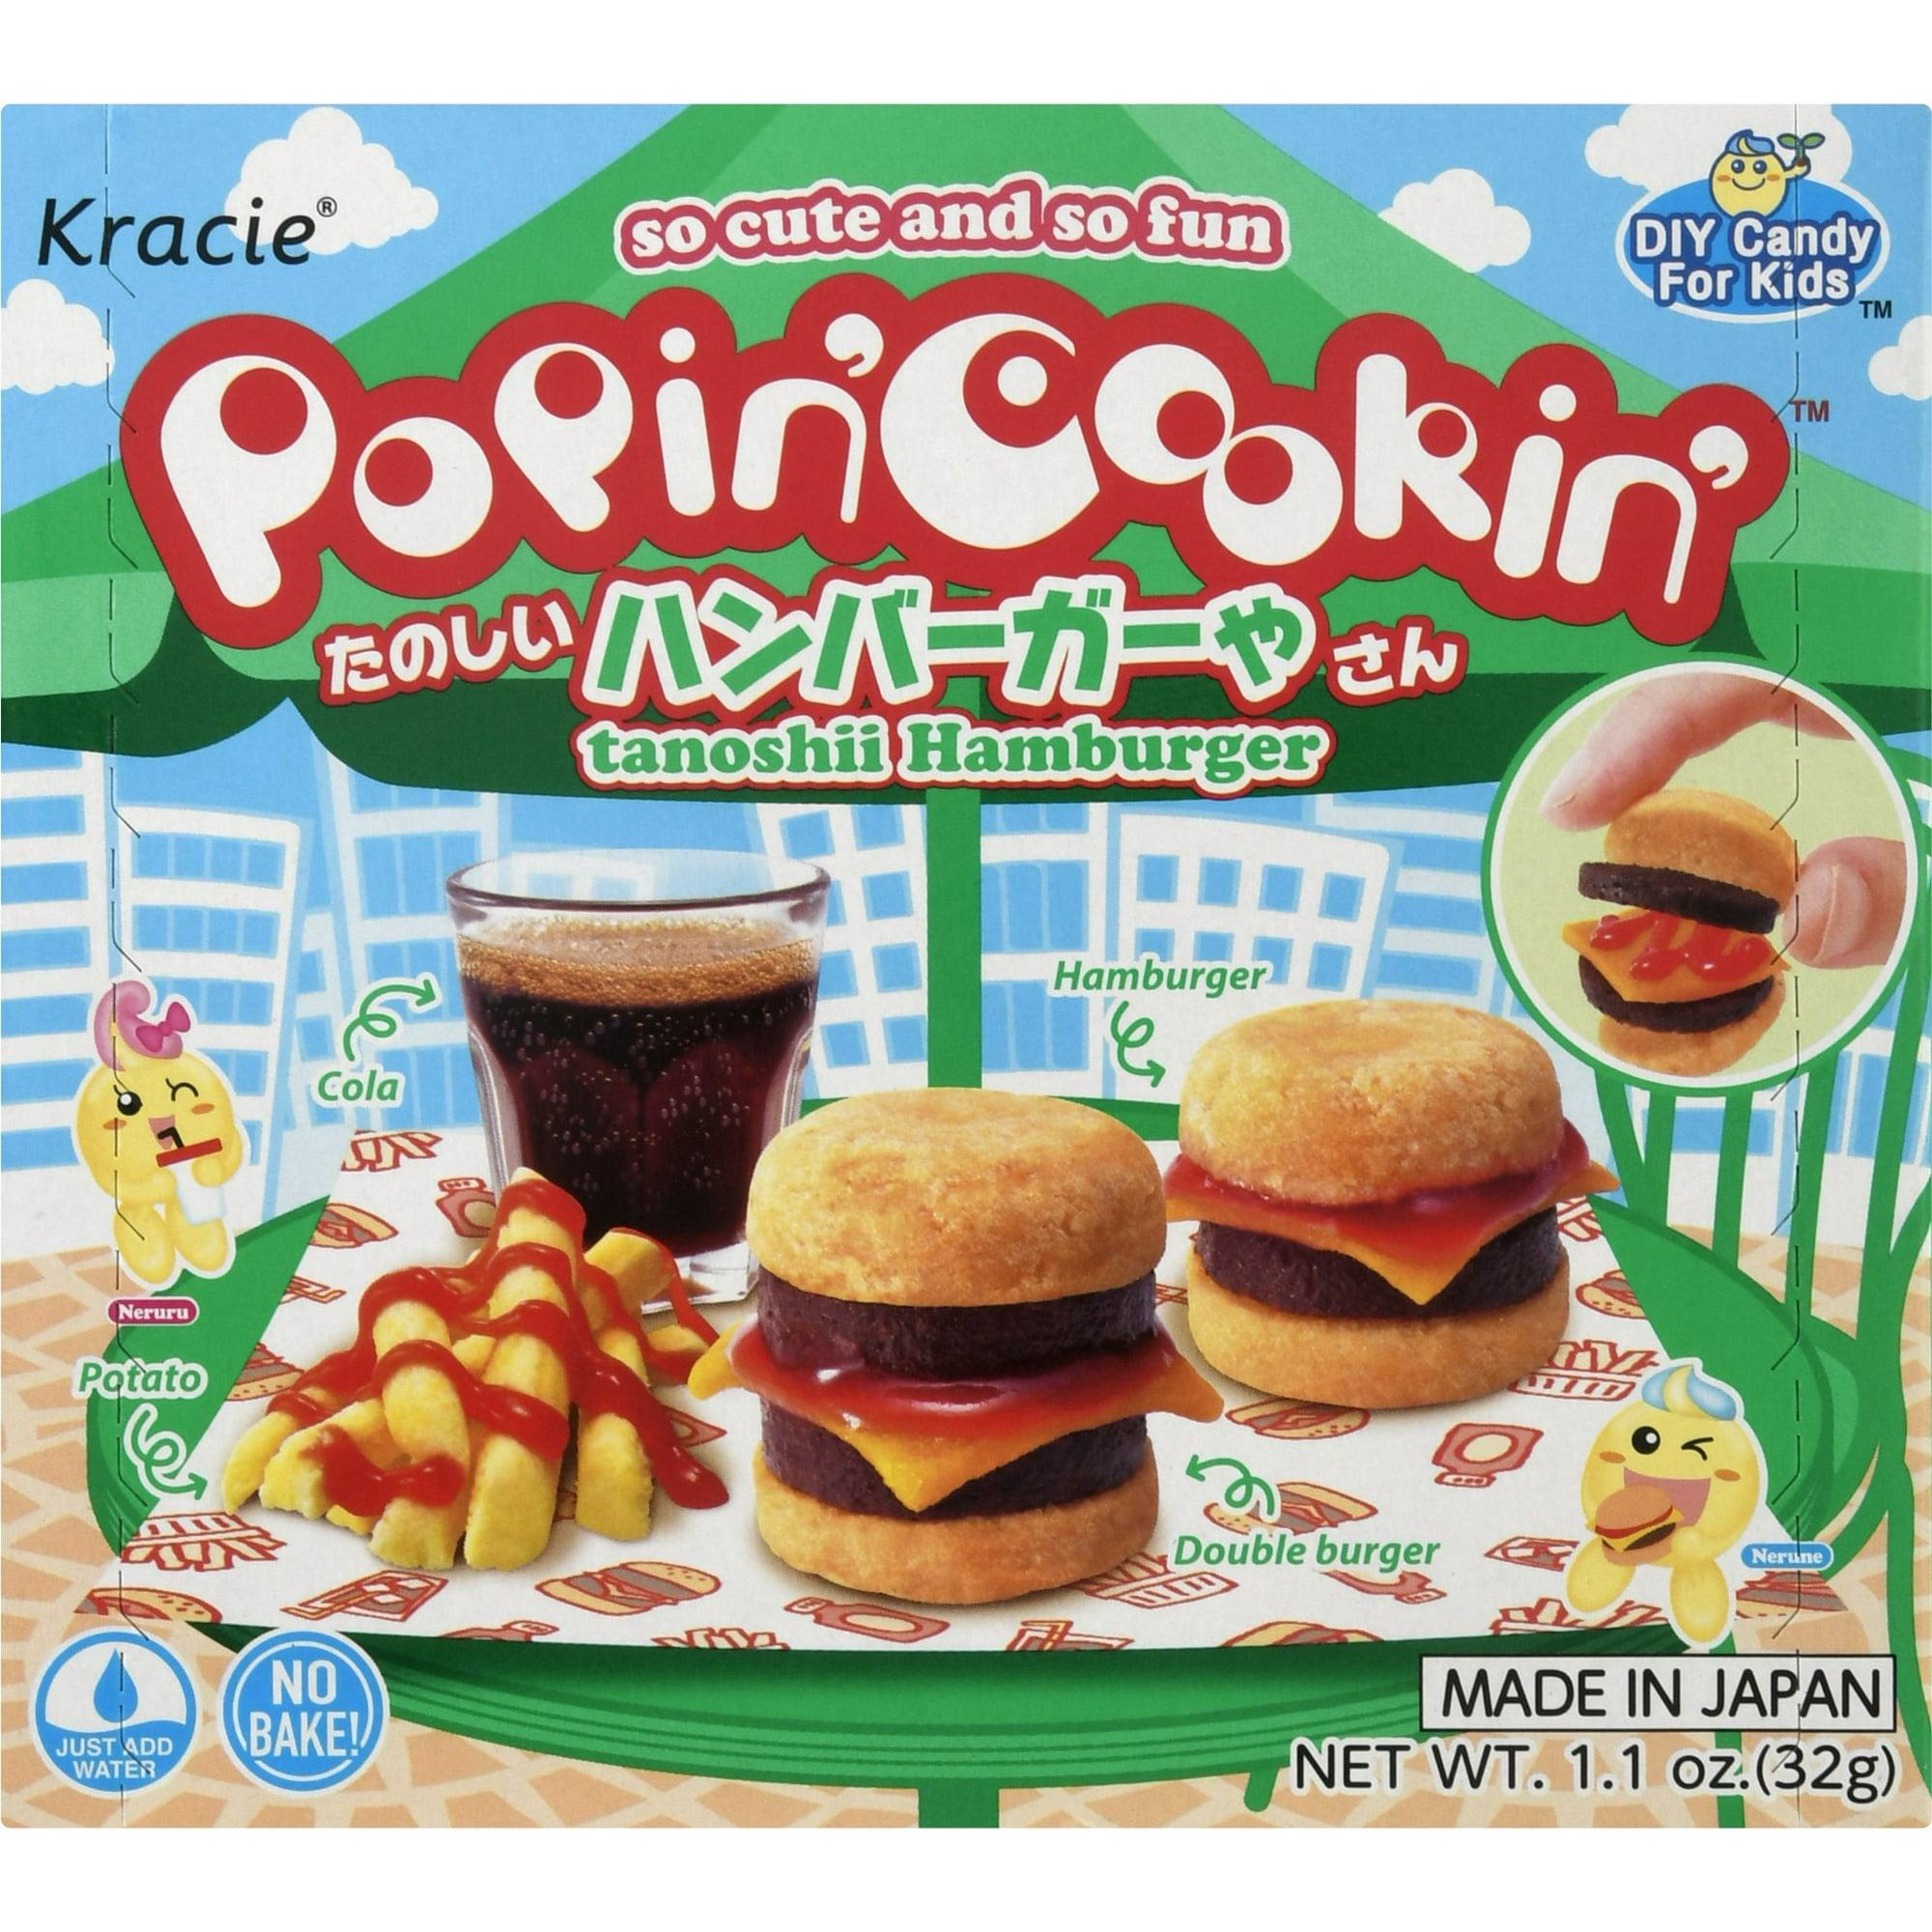 Kracie®
so cute and so fun
DIY Candy
For Kids™
Popin'Cookin'™
たのしいハンバーガーやさん
tanoshii Hamburger
Hamburger
Cola
Neruru
Potato
Double burger
Nerune
JUST ADD
WATER
NO
BAKE!
MADE IN JAPAN
NET WT. 1.1 oz.(32g)